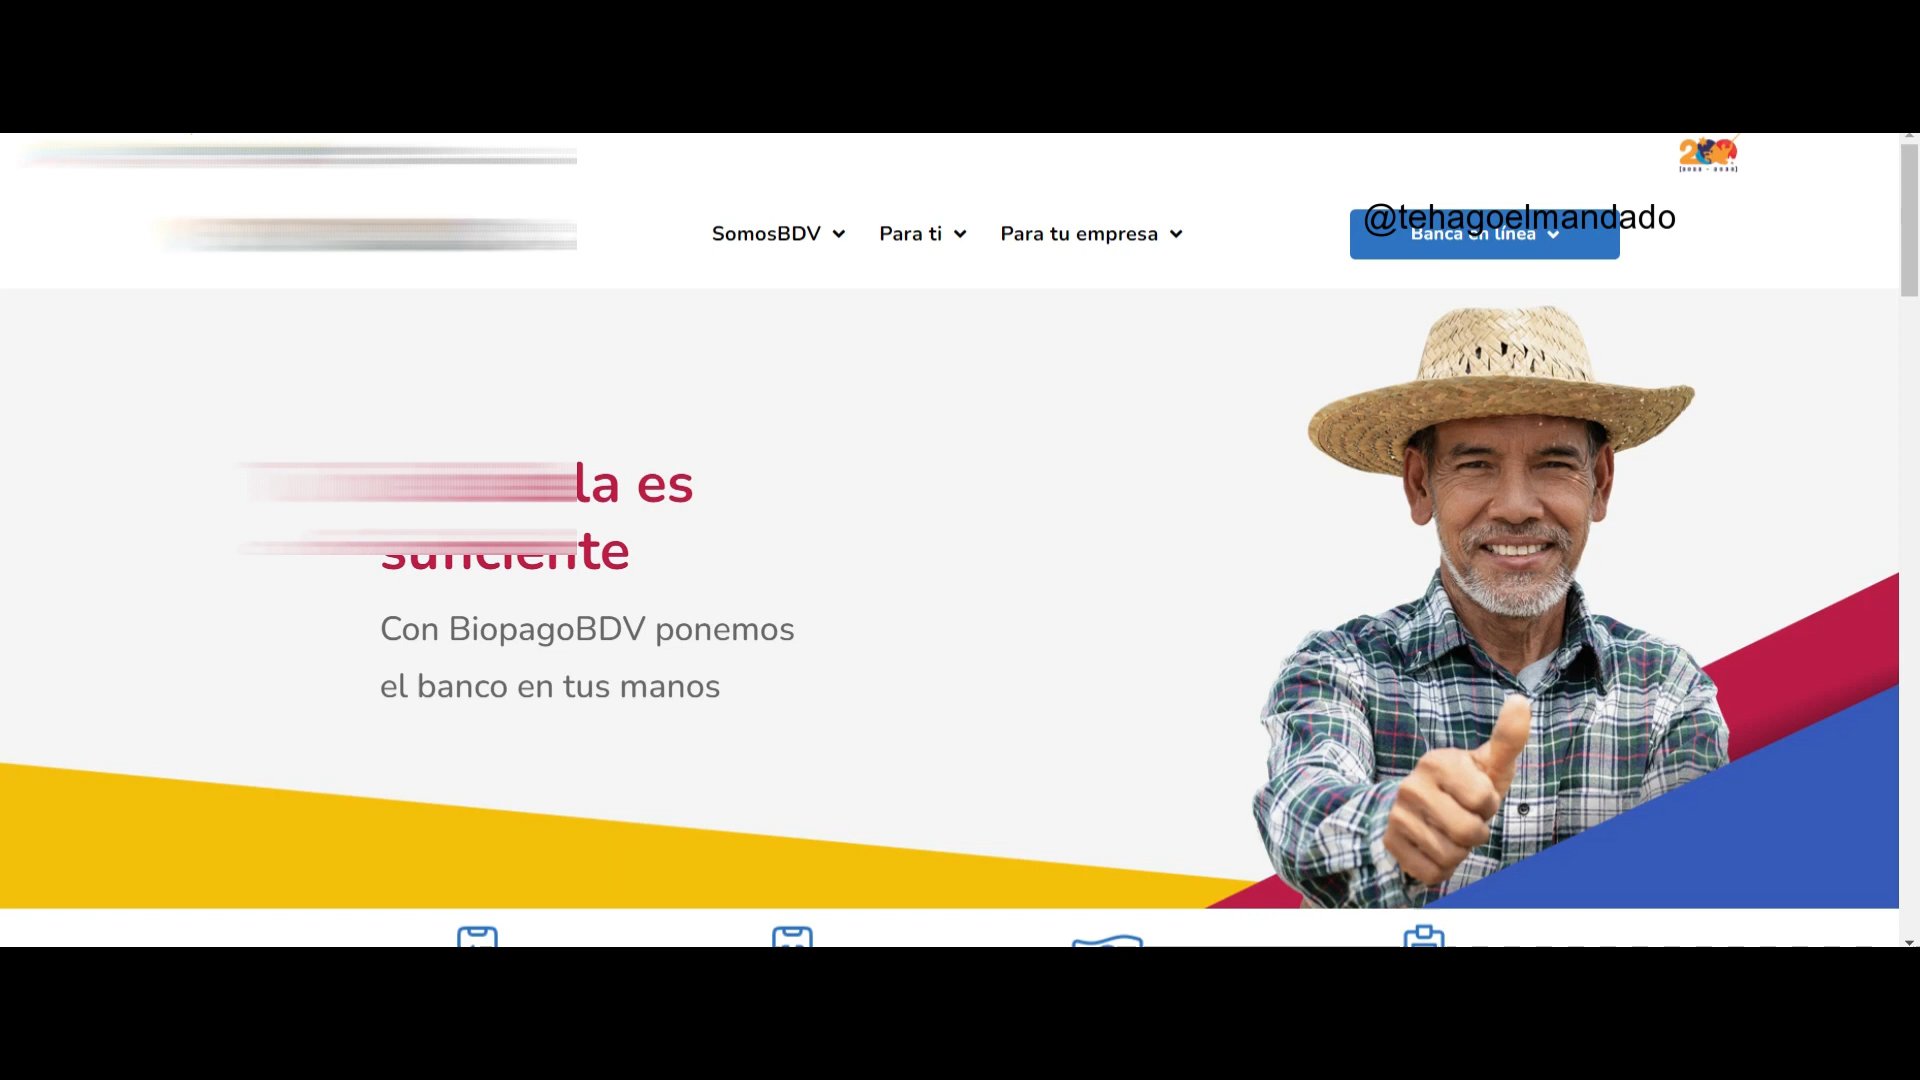 @tehagoelmandado
SomosBDV Para ti Para tu empresa Banca en línea
la es
suficiente
Con BiopagoBDV ponemos
el banco en tus manos